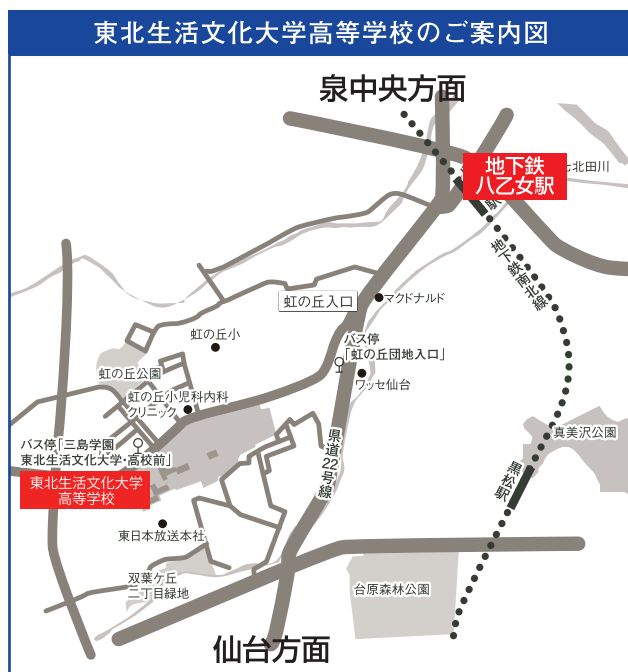 東北生活文化大学高等学校のご案内図
泉中央方面
地下鉄
八乙女駅
七北田川
駅
地下鉄南北線
虹の丘入口
マクドナルド
虹の丘小
バス停
「虹の丘団地入口」
虹の丘公園
ワッセ仙台
虹の丘小児科内科
クリニック
県道22号線
真美沢公園
バス停「三島学園
東北生活文化大学・高校前」
黒松駅
東北生活文化大学
高等学校
東日本放送本社
双葉ケ丘
二丁目緑地
台原森林公園
仙台方面